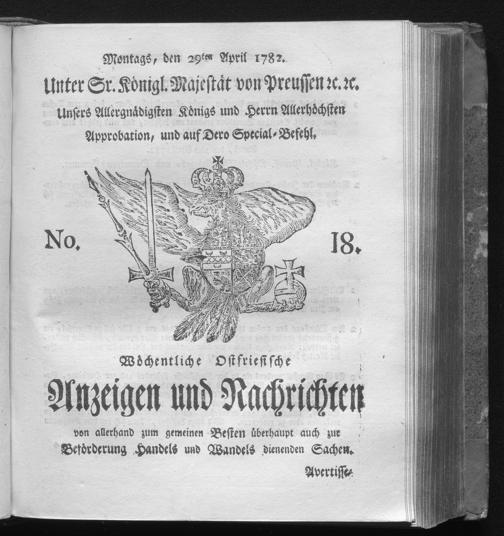 Montags, den 29ten April 1782.
Unter Sr. Königl. Majestät von Preussen ꝛc. ꝛc.
Unsers Allergnädigsten Königs und Herrn Allerhöchsten
Approbation, und auf Dero Special-Befehl.
No. 18.
Wöchentliche Ostfriesische
Anzeigen und Nachrichten
von allerhand zum gemeinen Besten überhaupt auch zur
Beförderung Handels und Wandels dienenden Sachen.
Avertisse-